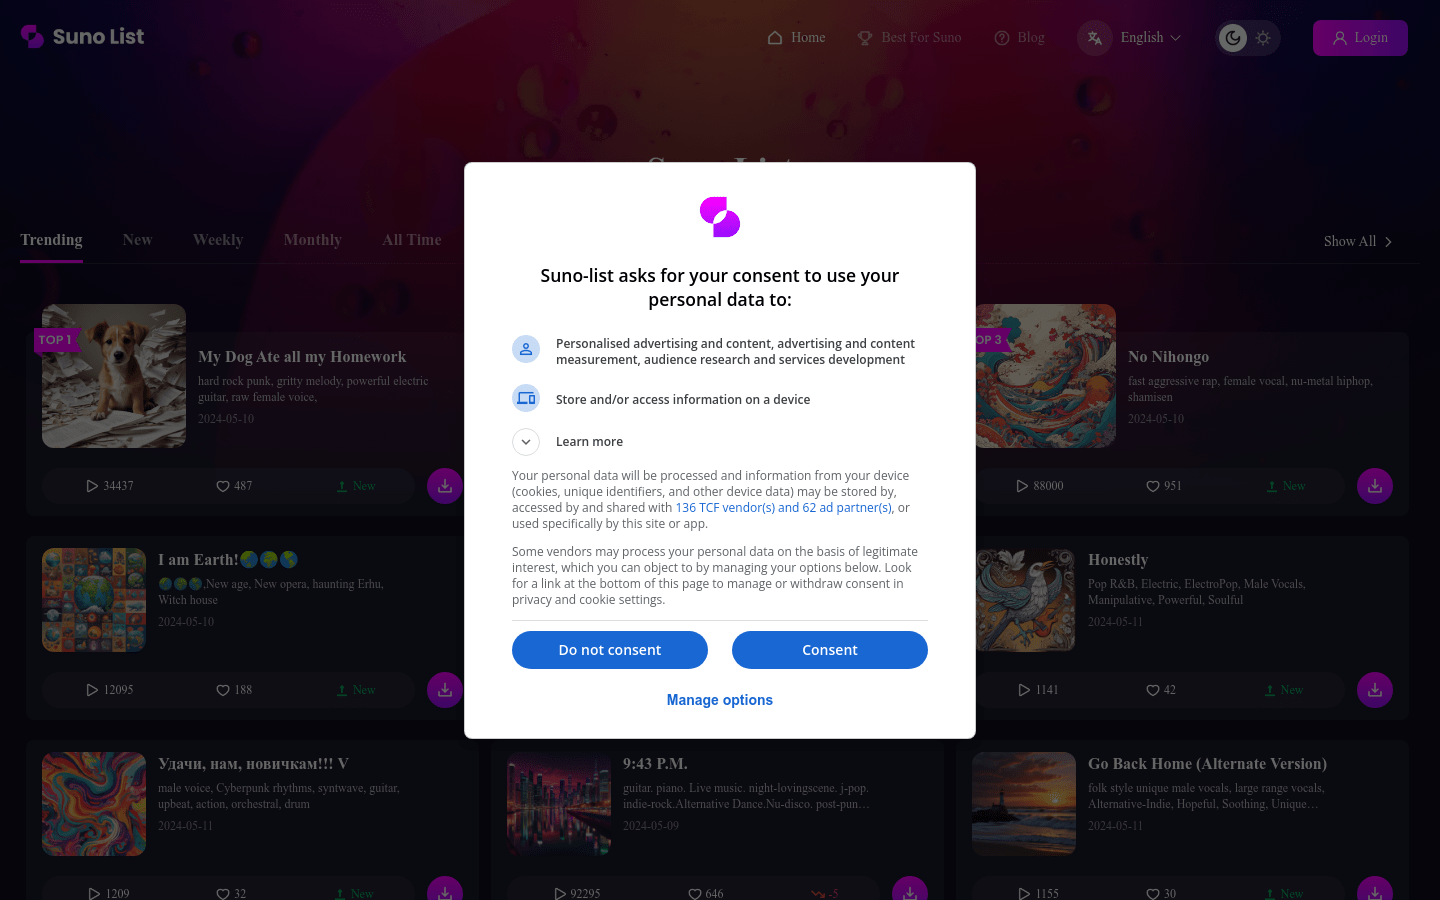 Suno List
Home
Best For Suno
Blog
English
Login
Trending
New
Weekly
Monthly
All Time
Show All
Suno-list asks for your consent to use your
personal data to:
Personalised advertising and content, advertising and content
measurement, audience research and services development
Store and/or access information on a device
Learn more
Your personal data will be processed and information from your device
(cookies, unique identifiers, and other device data) may be stored by,
accessed by and shared with 136 TCF vendor(s) and 62 ad partner(s), or
used specifically by this site or app.
Some vendors may process your personal data on the basis of legitimate
interest, which you can object to by managing your options below. Look
for a link at the bottom of this page to manage or withdraw consent in
privacy and cookie settings.
Do not consent
Consent
Manage options
TOP 1
My Dog Ate all my Homework
hard rock punk, gritty melody, powerful electric
guitar, raw female voice,
2024-05-10
34437
487
New
OP 3
No Nihongo
fast aggressive rap, female vocal, nu-metal hiphop,
shamisen
2024-05-10
88000
951
New
I am Earth!🌏🌍🌎
🌏🌍🌎,New age, New opera, haunting Erhu,
Witch house
2024-05-10
12095
188
New
Honestly
Pop R&B, Electric, ElectroPop, Male Vocals,
Manipulative, Powerful, Soulful
2024-05-11
1141
42
New
Удачи, нам, новичкам!!! V
male voice, Cyberpunk rhythms, syntwave, guitar,
upbeat, action, orchestral, drum
2024-05-11
1209
32
New
9:43 P.M.
guitar. piano. Live music. night-lovingscene. j-pop.
indie-rock.Alternative Dance.Nu-disco. post-pun…
2024-05-09
92295
646
-5
Go Back Home (Alternate Version)
folk style unique male vocals, large range vocals,
Alternative-Indie, Hopeful, Soothing, Unique…
2024-05-11
1155
30
New